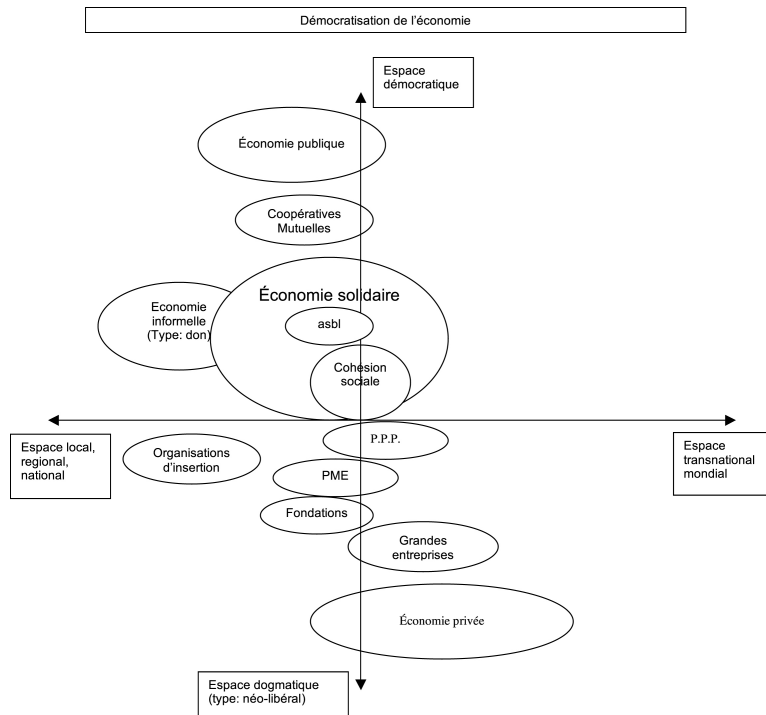 Démocratisation de l'économie
Espace
démocratique
Économie publique
Coopératives
Mutuelles
Économie solidaire
Economie
informelle
(Type: don)
asbl
Cohésion
sociale
Espace local,
regional,
national
Organisations
d'insertion
P.P.P.
Espace
transnational
mondial
PME
Fondations
Grandes
entreprises
Économie privée
Espace dogmatique
(type: néo-libéral)